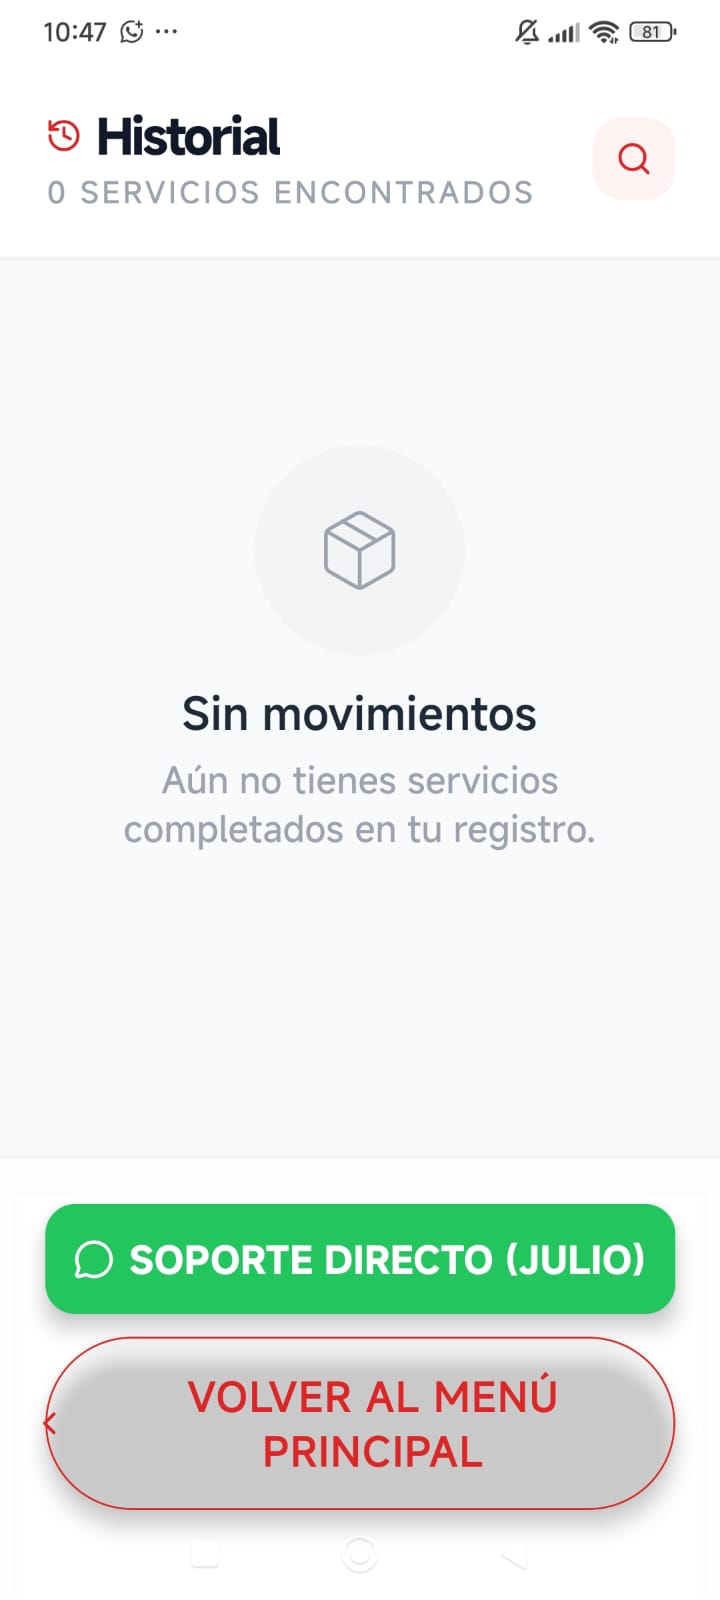 10:47
81
Historial
0 SERVICIOS ENCONTRADOS
Sin movimientos
Aún no tienes servicios
completados en tu registro.
SOPORTE DIRECTO (JULIO)
VOLVER AL MENÚ
PRINCIPAL